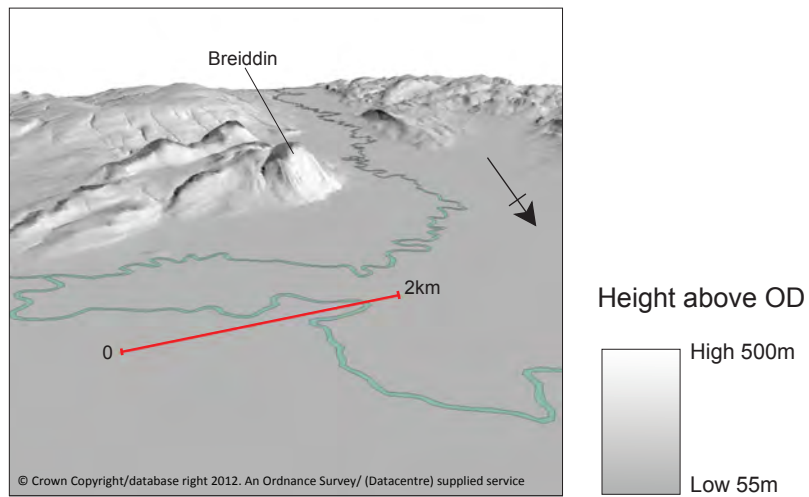 Breiddin
2km
0
© Crown Copyright/database right 2012. An Ordnance Survey/ (Datacentre) supplied service
Height above OD
High 500m
Low 55m